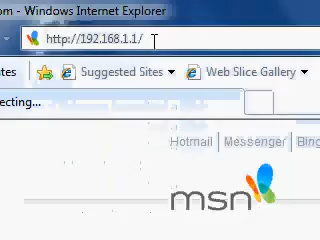 om - Windows Internet Explorer
http://192.168.1.1/
ites Suggested Sites Web Slice Gallery
ecting...
Hotmail Messenger Bing
msn